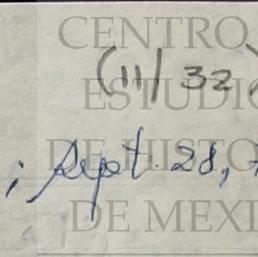 CENTRO
(11/32)
ESTUDIO
DE HISTO
; Sept. 28,
DE MEXI